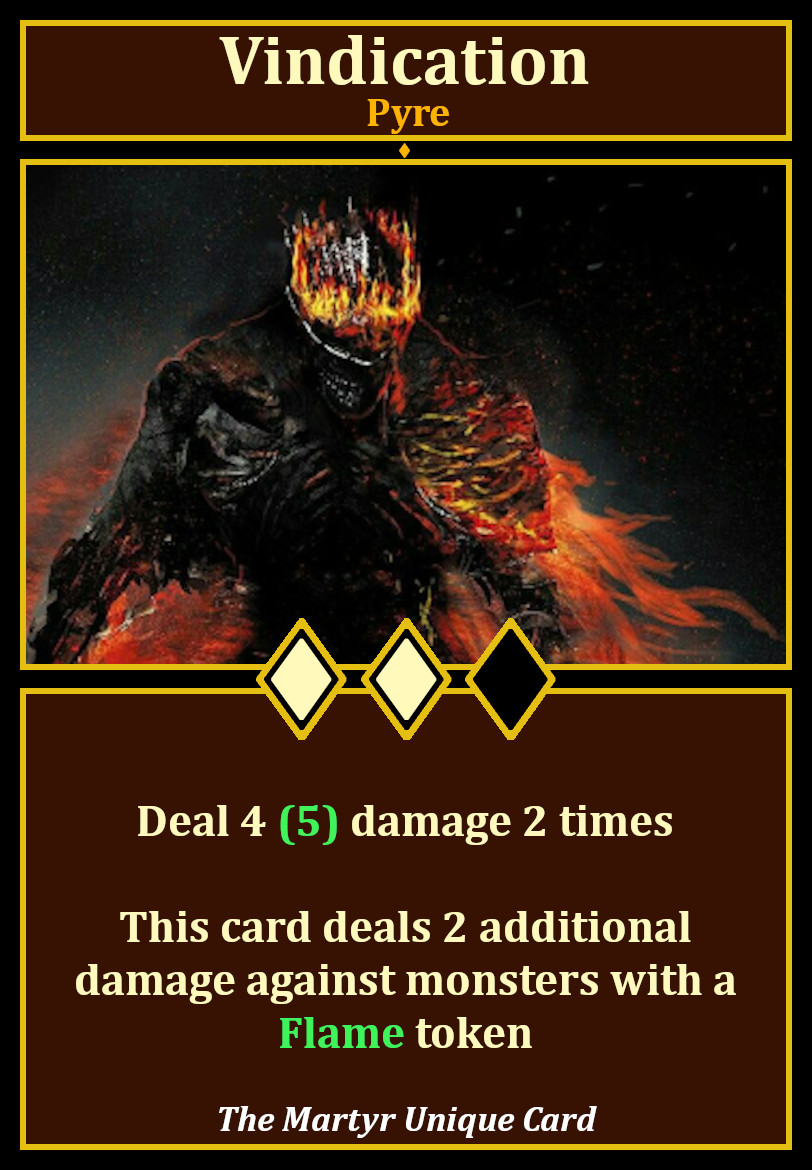 Vindication
Pyre
Deal 4 (5) damage 2 times
This card deals 2 additional
damage against monsters with a
Flame token
The Martyr Unique Card